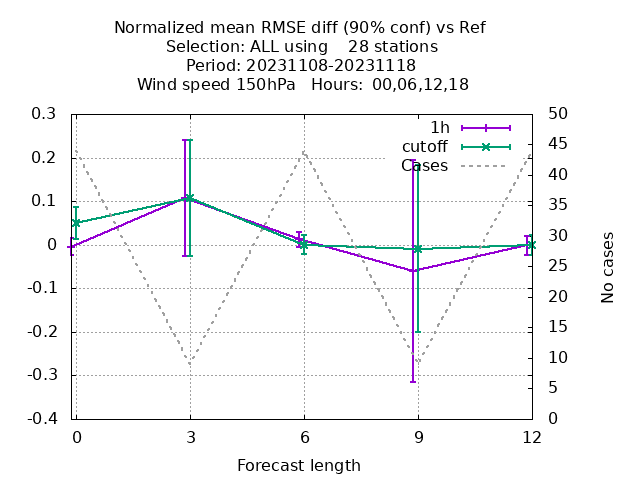 Normalized mean RMSE diff (90% conf) vs Ref
Selection: ALL using    28 stations
Period: 20231108-20231118
Wind speed 150hPa   Hours: 00,06,12,18
1h
cutoff
Cases
0.3
0.2
0.1
0
-0.1
-0.2
-0.3
-0.4
50
45
40
35
30
25
20
15
10
5
0
No cases
0 3 6 9 12
Forecast length